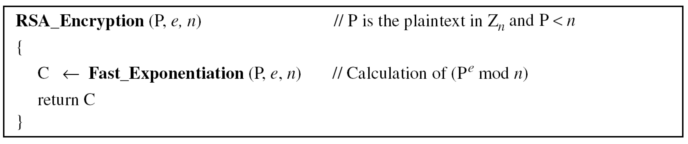 RSA_Encryption (P, e, n) // P is the plaintext in Zₙ and P < n
{
C ← Fast_Exponentiation (P, e, n) // Calculation of (Pᵉ mod n)
return C
}